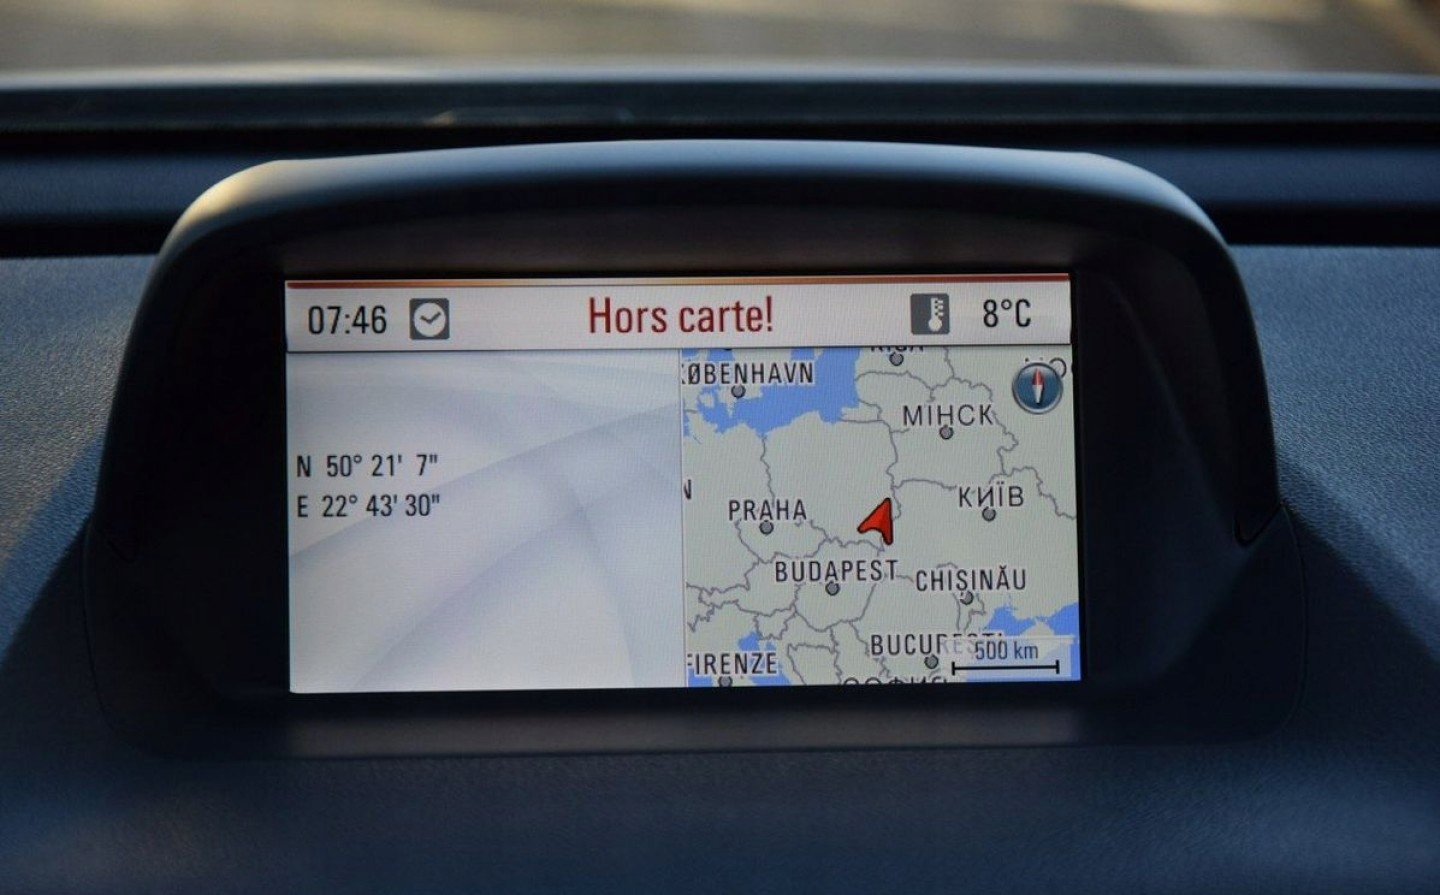 07:46 Hors carte! 8°C
N 50° 21' 7"
E 22° 43' 30"
KØBENHAVN
МІНСК
PRAHA
КИЇВ
BUDAPEST
CHIȘINĂU
BUCUREȘTI
500 km
FIRENZE